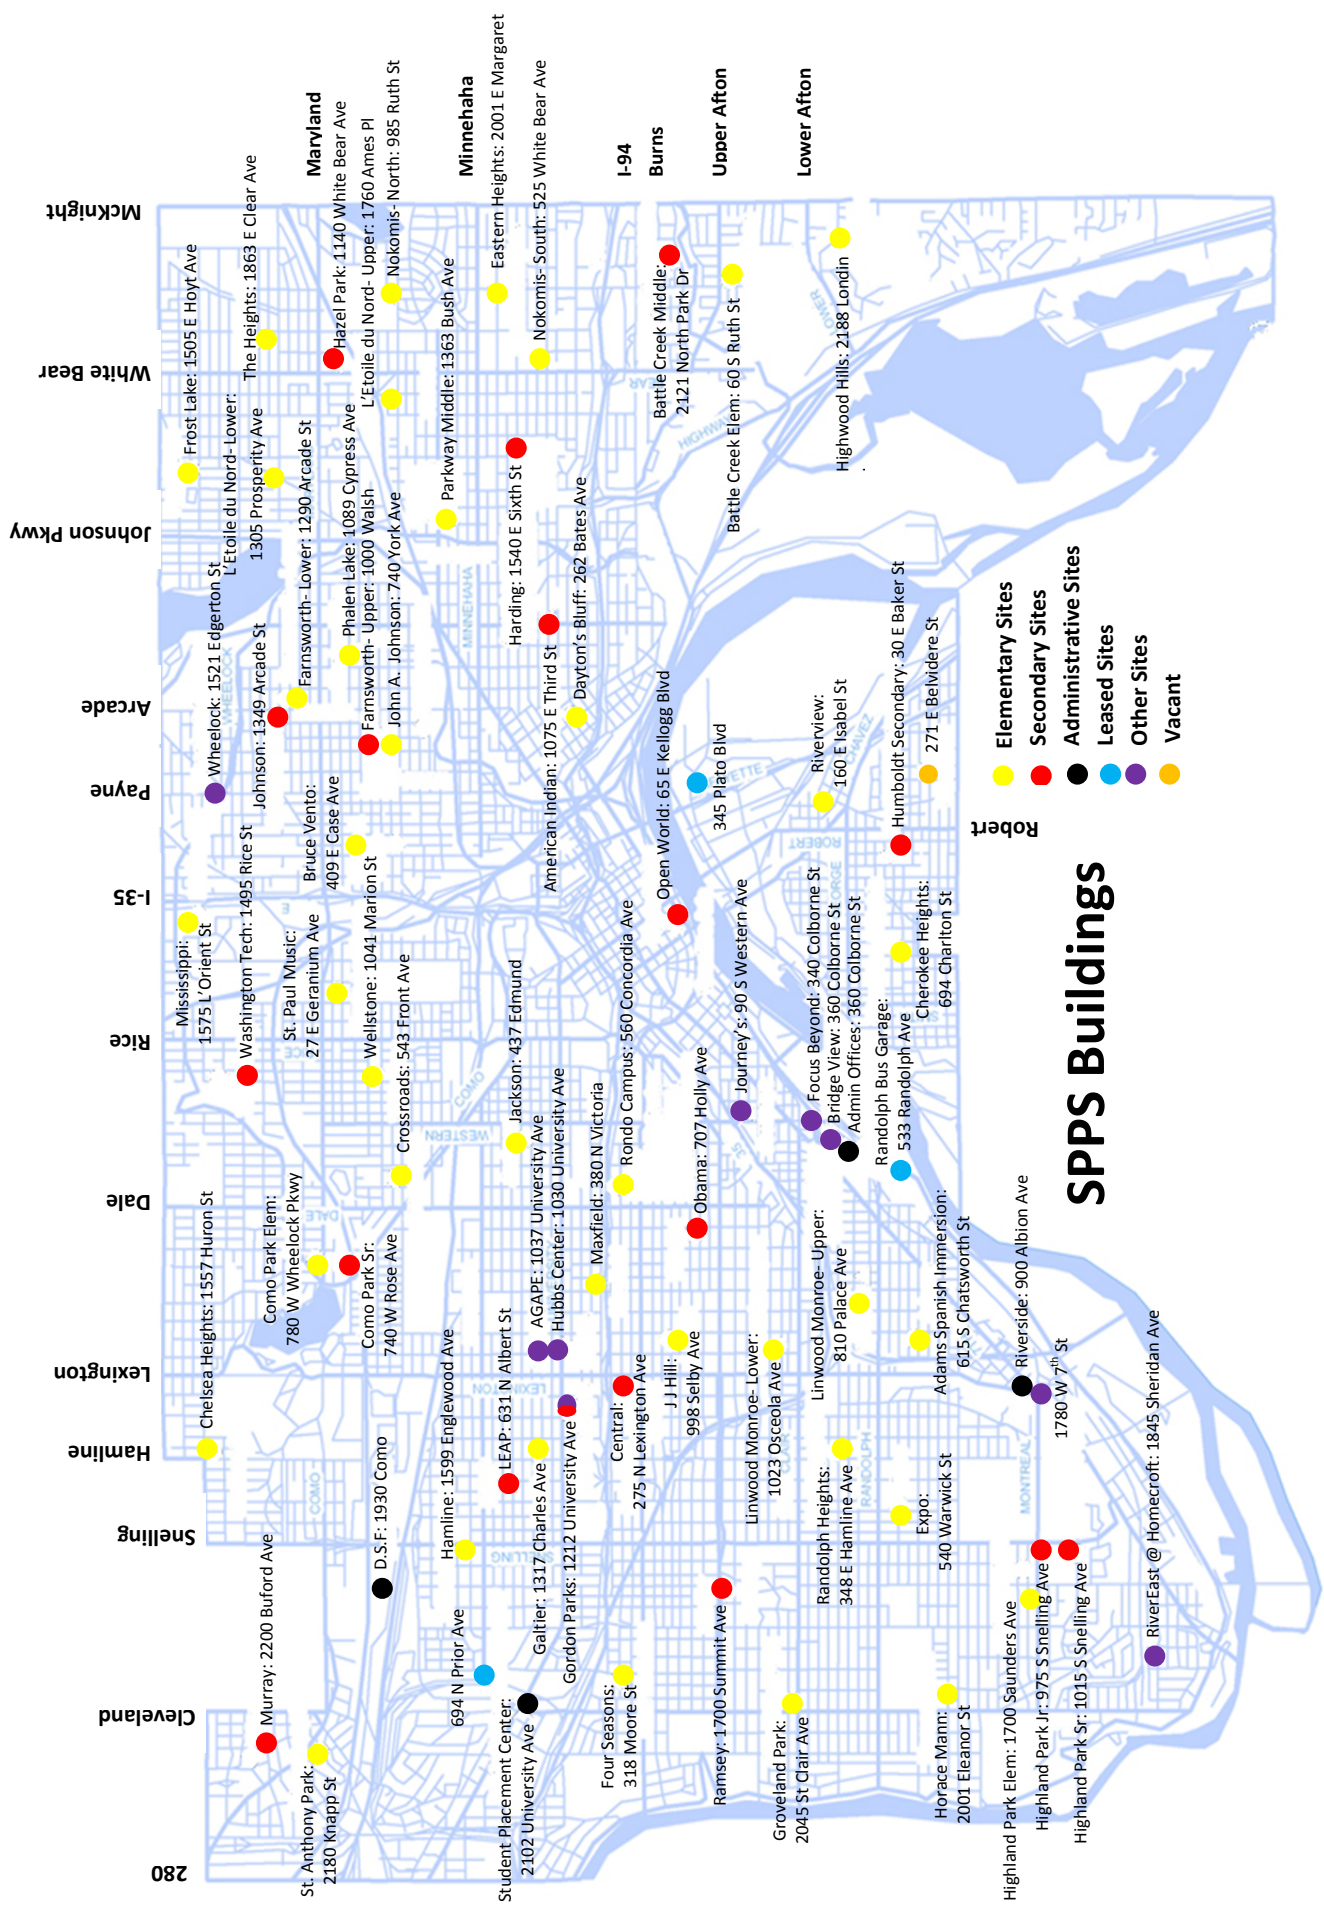 280
Cleveland
Snelling
Hamline
Lexington
Dale
Rice
I-35
Payne
Arcade
Johnson Pkwy
White Bear
McKnight
Maryland
Minnehaha
I-94
Burns
Upper Afton
Lower Afton
Robert
Murray: 2200 Buford Ave
St. Anthony Park:
2180 Knapp St
D.S.F: 1930 Como
694 N Prior Ave
Student Placement Center:
2102 University Ave
Hamline: 1599 Englewood Ave
LEAP: 631 N Albert St
Galtier: 1317 Charles Ave
Gordon Parks: 1212 University Ave
Four Seasons:
318 Moore St
Ramsey: 1700 Summit Ave
Groveland Park:
2045 St Clair Ave
Horace Mann:
2001 Eleanor St
Highland Park Elem: 1700 Saunders Ave
Highland Park Jr: 975 S Snelling Ave
Highland Park Sr: 1015 S Snelling Ave
RiverEast @ Homecroft: 1845 Sheridan Ave
Expo:
540 Warwick St
Randolph Heights:
348 E Hamline Ave
Linwood Monroe- Lower:
1023 Osceola Ave
Central:
275 N Lexington Ave
J J Hill:
998 Selby Ave
Linwood Monroe- Upper:
810 Palace Ave
Adams Spanish Immersion:
615 S Chatsworth St
Riverside: 900 Albion Ave
1780 W 7th St
Chelsea Heights: 1557 Huron St
Como Park Elem:
780 W Wheelock Pkwy
Como Park Sr:
740 W Rose Ave
AGAPE: 1037 University Ave
Hubbs Center: 1030 University Ave
Maxfield: 380 N Victoria
Rondo Campus: 560 Concordia Ave
Obama: 707 Holly Ave
Jackson: 437 Edmund
Crossroads: 543 Front Ave
Wellstone: 1041 Marion St
Washington Tech: 1495 Rice St
St. Paul Music:
27 E Geranium Ave
Mississippi:
1575 L'Orient St
Bruce Vento:
409 E Case Ave
Journey's: 90 S Western Ave
Focus Beyond: 340 Colborne St
Bridge View: 360 Colborne St
Admin Offices: 360 Colborne St
Randolph Bus Garage:
533 Randolph Ave
Cherokee Heights:
694 Charlton St
Humboldt Secondary: 30 E Baker St
Riverview:
160 E Isabel St
271 E Belvidere St
345 Plato Blvd
Open World: 65 E Kellogg Blvd
American Indian: 1075 E Third St
Dayton's Bluff: 262 Bates Ave
Harding: 1540 E Sixth St
Wheelock: 1521 Edgerton St
Johnson: 1349 Arcade St
Farnsworth- Lower: 1290 Arcade St
Phalen Lake: 1089 Cypress Ave
Farnsworth- Upper: 1000 Walsh
John A. Johnson: 740 York Ave
L'Etoile du Nord- Lower:
1305 Prosperity Ave
Frost Lake: 1505 E Hoyt Ave
The Heights: 1863 E Clear Ave
Hazel Park: 1140 White Bear Ave
L'Etoile du Nord- Upper: 1760 Ames Pl
Nokomis- North: 985 Ruth St
Parkway Middle: 1363 Bush Ave
Eastern Heights: 2001 E Margaret
Nokomis- South: 525 White Bear Ave
Battle Creek Middle:
2121 North Park Dr
Battle Creek Elem: 60 S Ruth St
Highwood Hills: 2188 Londin
.
COMO
SNELLING
LEXINGTON
DALE
COMO
WESTERN
RICE
WHEELOCK
MINNEHAHA
35
RANDOLPH
MONTREAL
ROBERT
GEORGE
CHAVEZ
HIGHWAY
LOWER
Elementary Sites
Secondary Sites
Administrative Sites
Leased Sites
Other Sites
Vacant
SPPS Buildings